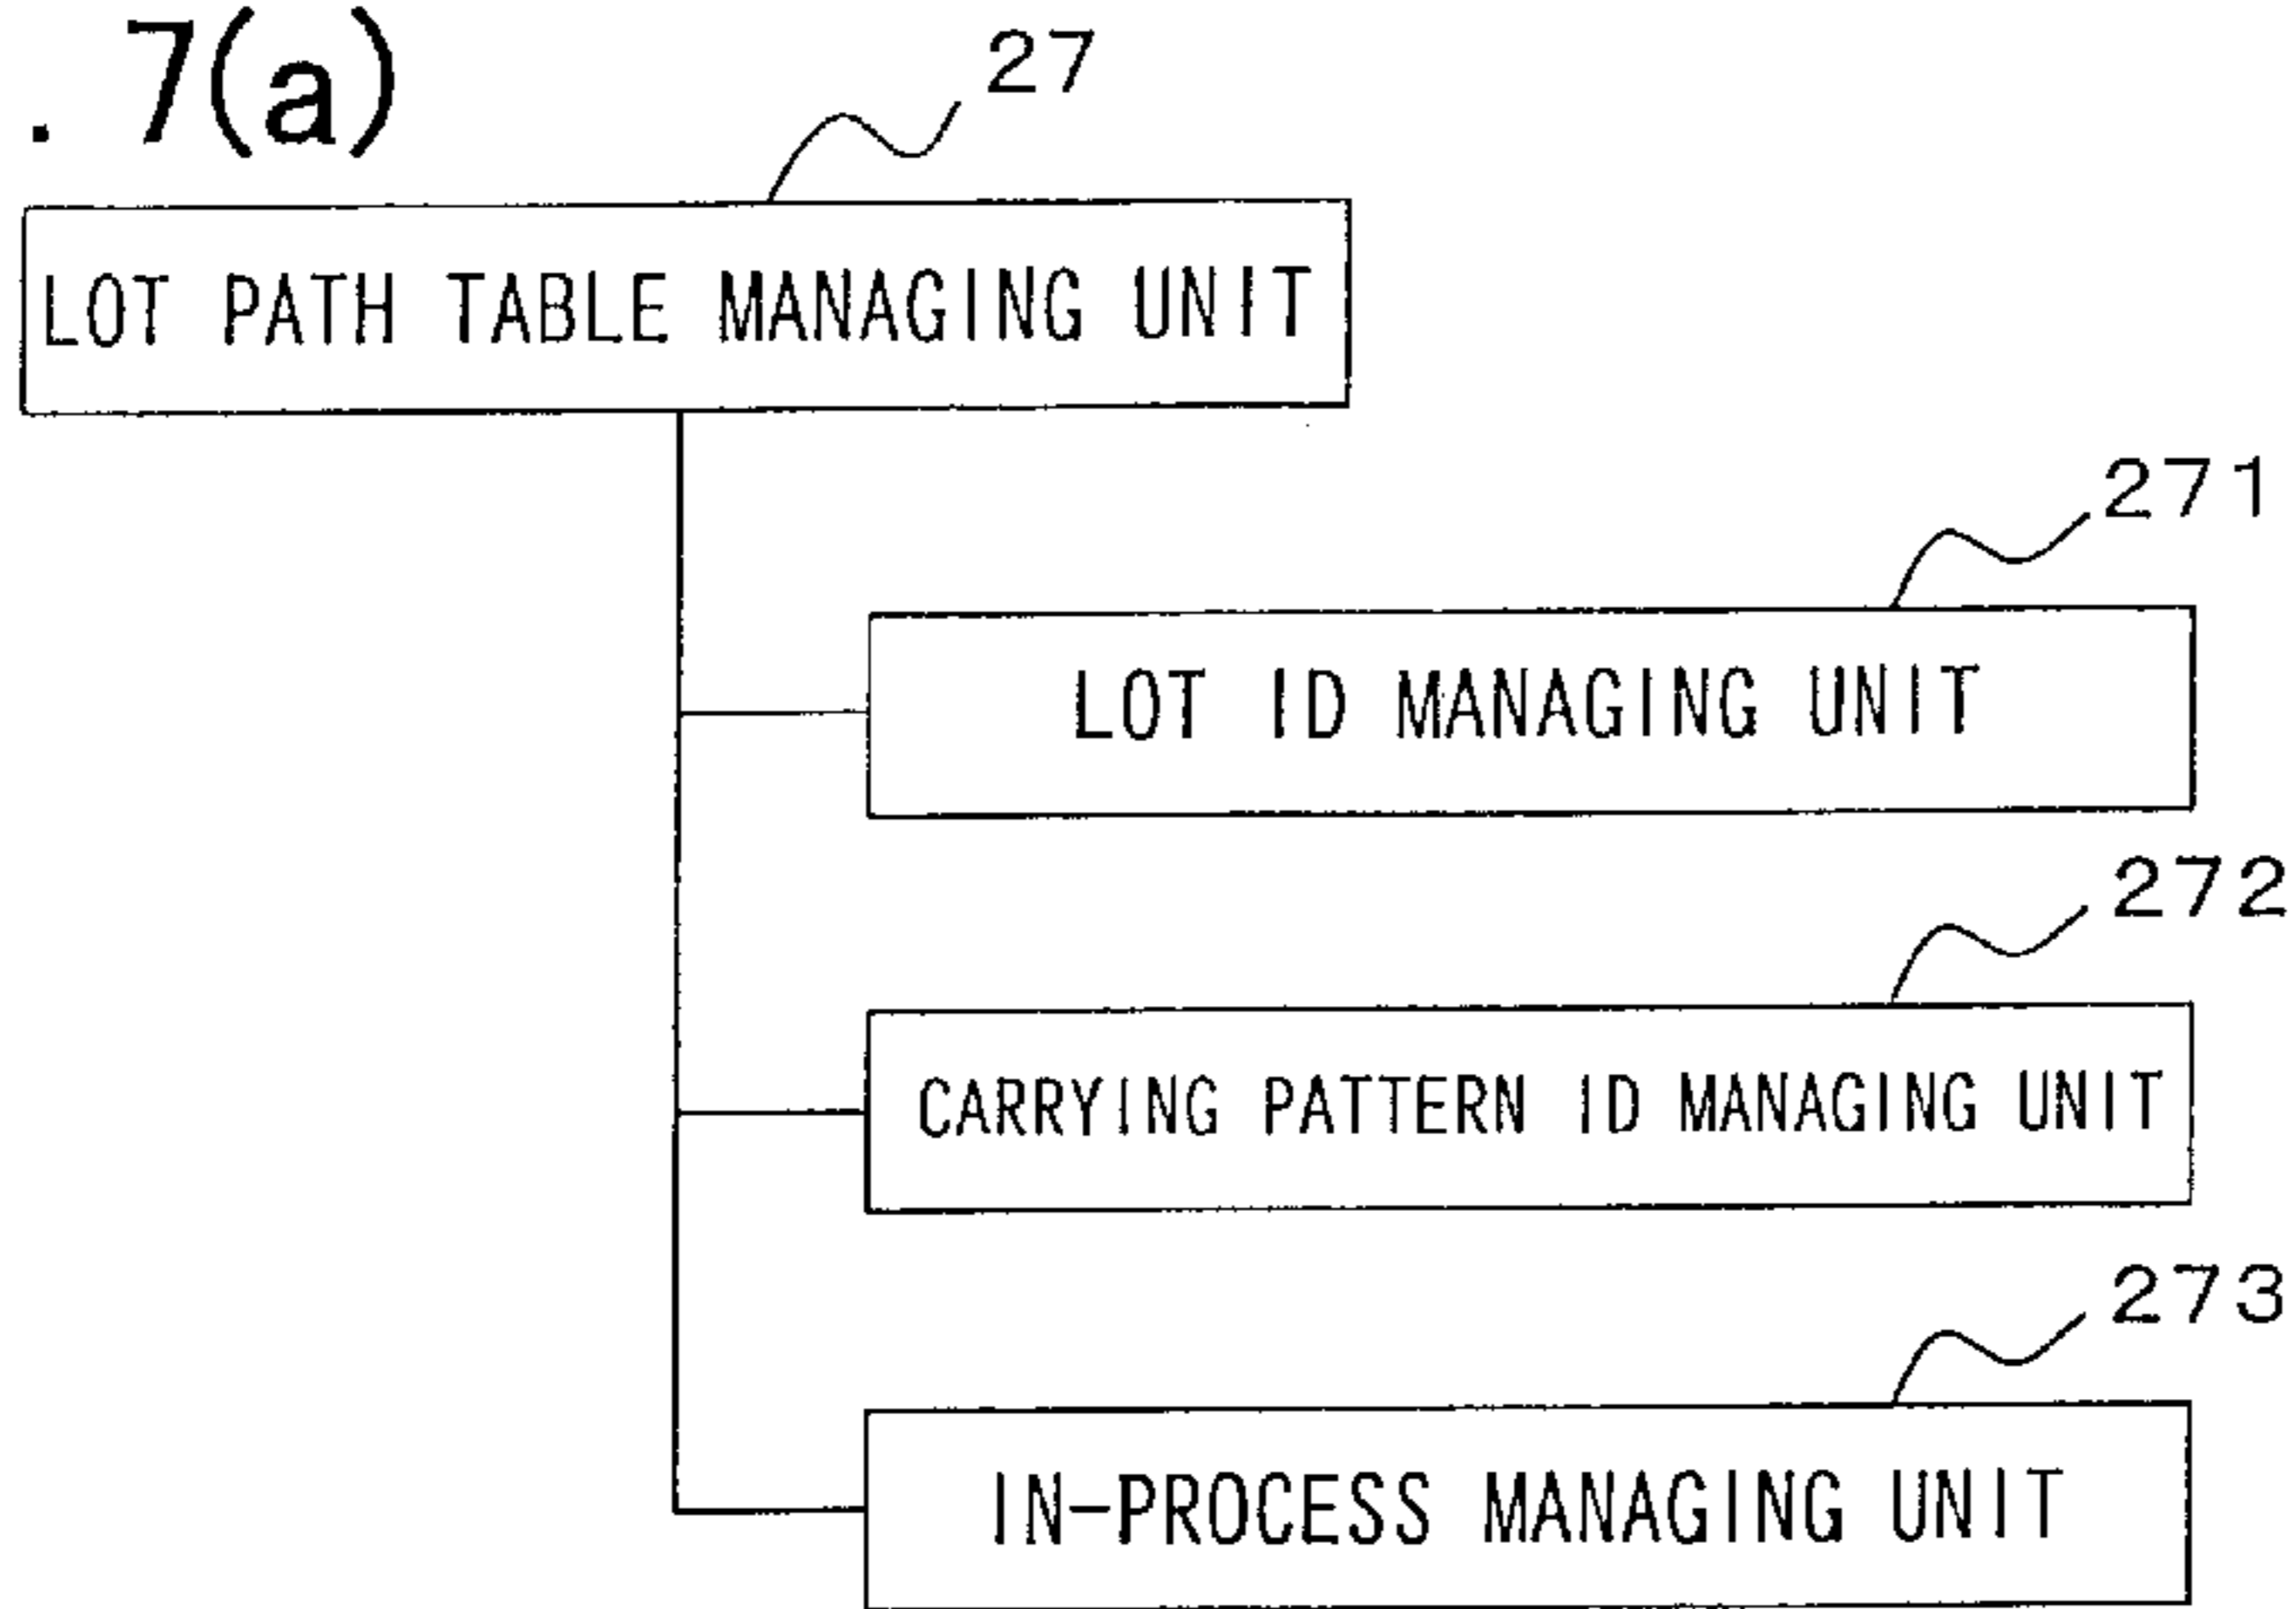 . 7(a)
27
LOT PATH TABLE MANAGING UNIT
271
LOT ID MANAGING UNIT
272
CARRYING PATTERN ID MANAGING UNIT
273
IN-PROCESS MANAGING UNIT